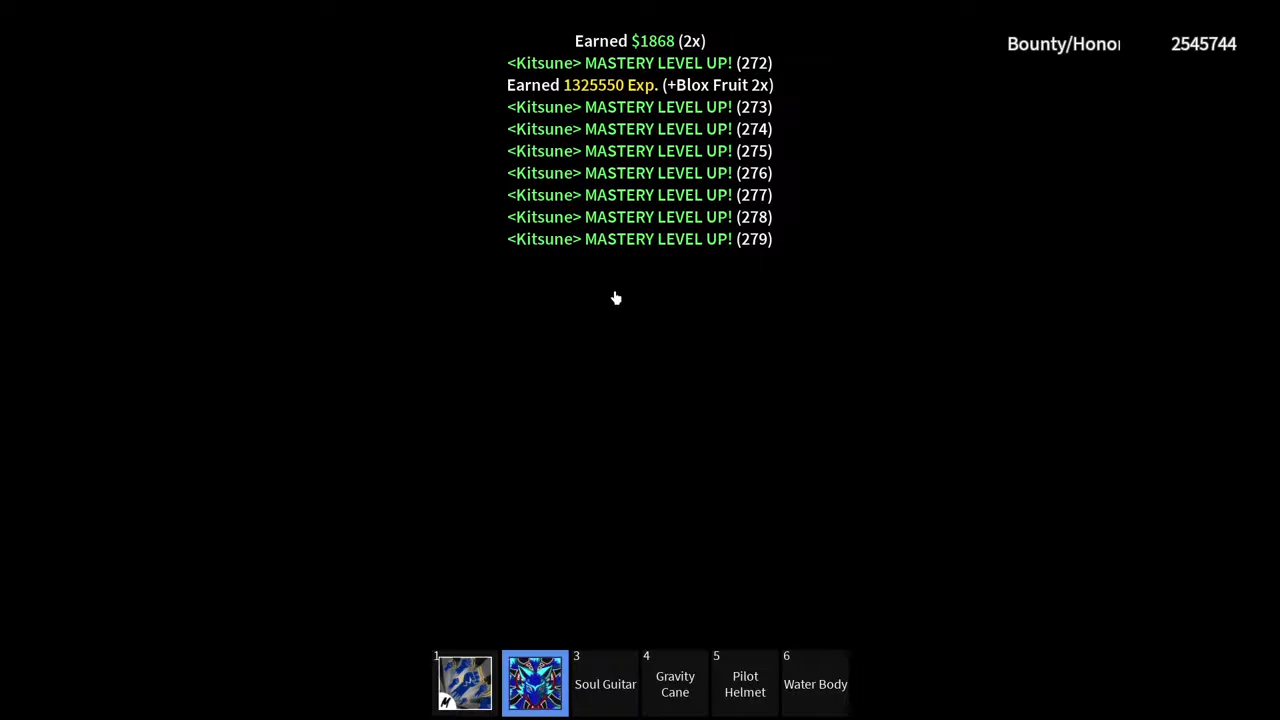 Earned $1868 (2x)
<Kitsune> MASTERY LEVEL UP! (272)
Earned 1325550 Exp. (+Blox Fruit 2x)
<Kitsune> MASTERY LEVEL UP! (273)
<Kitsune> MASTERY LEVEL UP! (274)
<Kitsune> MASTERY LEVEL UP! (275)
<Kitsune> MASTERY LEVEL UP! (276)
<Kitsune> MASTERY LEVEL UP! (277)
<Kitsune> MASTERY LEVEL UP! (278)
<Kitsune> MASTERY LEVEL UP! (279)
Bounty/Honor 2545744
1
3
Soul Guitar
4
Gravity
Cane
5
Pilot
Helmet
6
Water Body